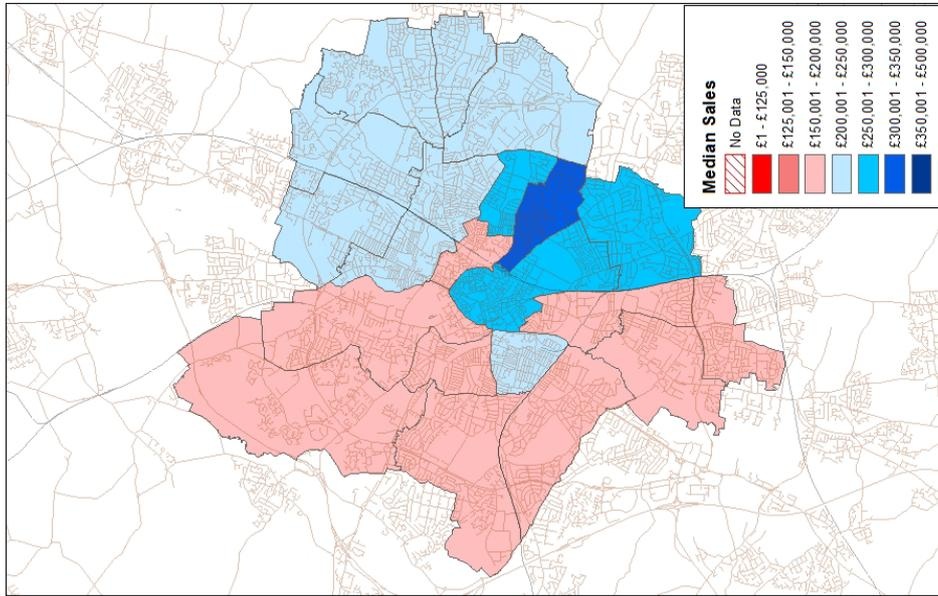 Median Sales
No Data
£1 - £125,000
£125,001 - £150,000
£150,001 - £200,000
£200,001 - £250,000
£250,001 - £300,000
£300,001 - £350,000
£350,001 - £500,000